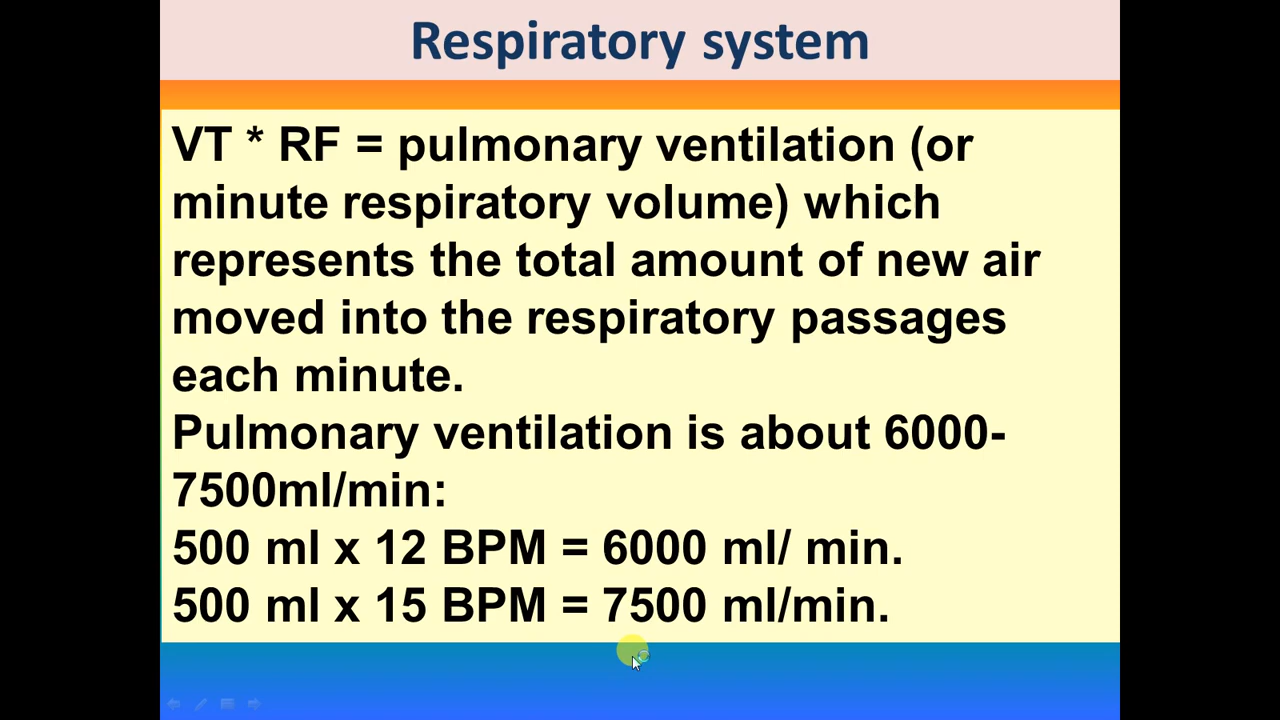 Respiratory system
VT * RF = pulmonary ventilation (or
minute respiratory volume) which
represents the total amount of new air
moved into the respiratory passages
each minute.
Pulmonary ventilation is about 6000-
7500ml/min:
500 ml x 12 BPM = 6000 ml/ min.
500 ml x 15 BPM = 7500 ml/min.